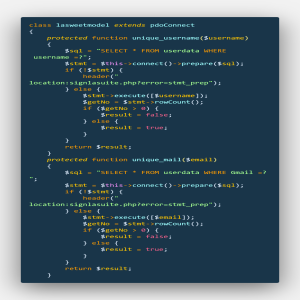 class lasweetmodel extends pdoConnect
{
protected function unique_username($username)
{
$sql = "SELECT * FROM userdata WHERE
username =?";
$stmt = $this->connect()->prepare($sql);
if (!$stmt) {
header("
location:signlasuite.php?error=stmt_prep");
} else {
$stmt->execute([$username]);
$getNo = $stmt->rowCount();
if ($getNo > 0) {
$result = false;
} else {
$result = true;
}
}
return $result;
}
protected function unique_mail($email)
{
$sql = "SELECT * FROM userdata WHERE Gmail =?
";
$stmt = $this->connect()->prepare($sql);
if (!$stmt) {
header("
location:signlasuite.php?error=stmt_prep");
} else {
$stmt->execute([$email]);
$getNo = $stmt->rowCount();
if ($getNo > 0) {
$result = false;
} else {
$result = true;
}
}
return $result;
}